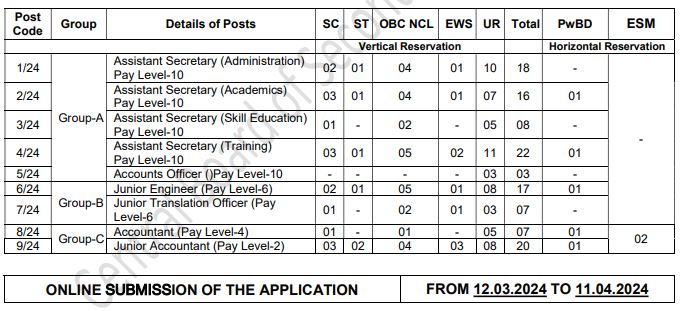 Post Code Group Details of Posts SC ST OBC NCL EWS UR Total PwBD ESM
Vertical Reservation Horizontal Reservation
1/24 Group-A Assistant Secretary (Administration) Pay Level-10 02 01 04 01 10 18 - -
2/24 Assistant Secretary (Academics) Pay Level-10 03 01 04 01 07 16 01
3/24 Assistant Secretary (Skill Education) Pay Level-10 01 - 02 - 05 08 -
4/24 Assistant Secretary (Training) Pay Level-10 03 01 05 02 11 22 01
5/24 Accounts Officer ()Pay Level-10 - - - - 03 03 -
6/24 Group-B Junior Engineer (Pay Level-6) 02 01 05 01 08 17 01
7/24 Junior Translation Officer (Pay Level-6 01 - 02 01 03 07 -
8/24 Group-C Accountant (Pay Level-4) 01 - 01 - 05 07 01 02
9/24 Junior Accountant (Pay Level-2) 03 02 04 03 08 20 01
ONLINE SUBMISSION OF THE APPLICATION FROM 12.03.2024 TO 11.04.2024
Central Board of Secon